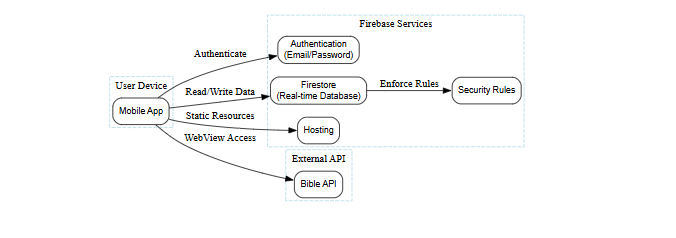 Firebase Services
Authentication
(Email/Password)
Authenticate
User Device
Mobile App
Read/Write Data
Firestore
(Real-time Database)
Enforce Rules
Security Rules
Static Resources
Hosting
WebView Access
External API
Bible API